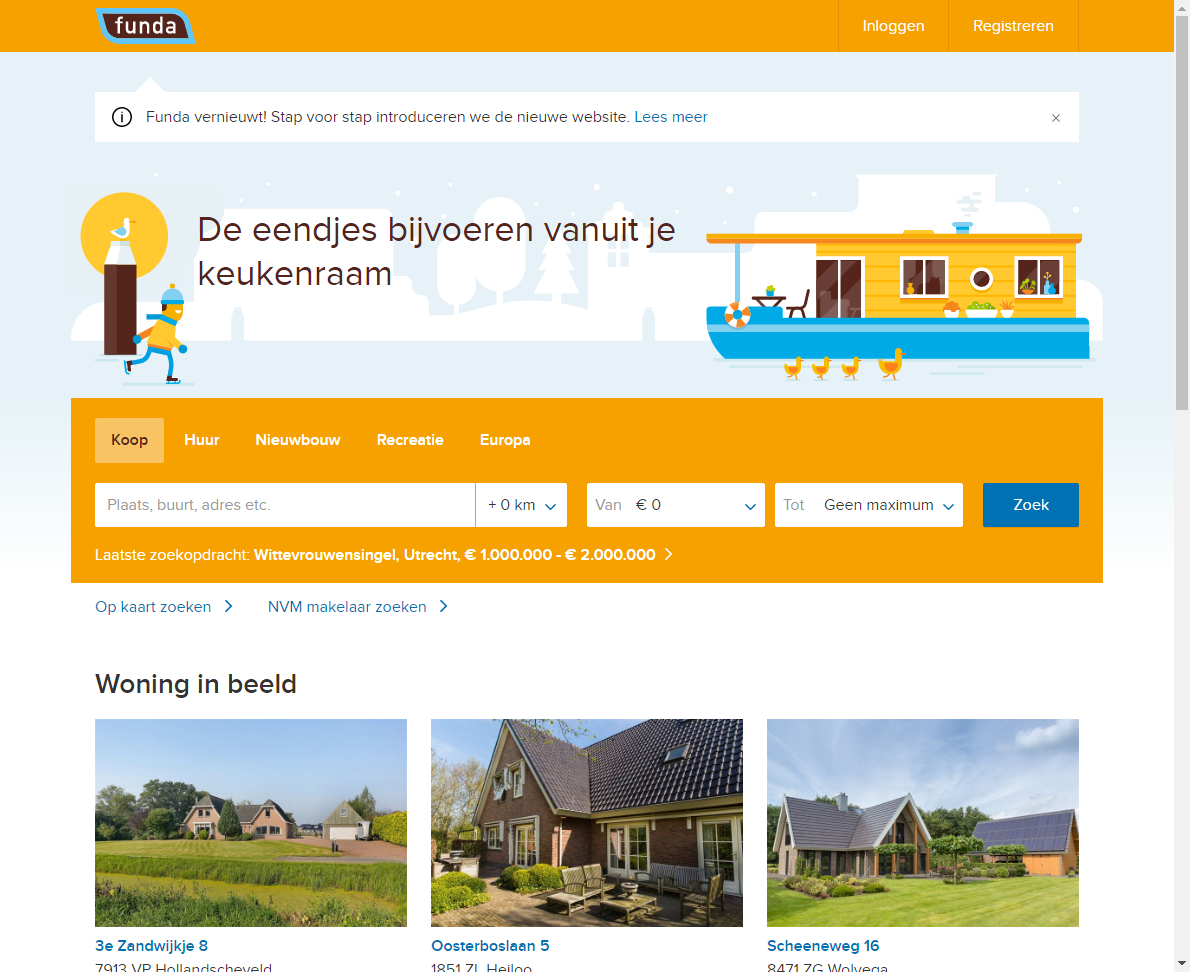 funda
Inloggen
Registreren
Funda vernieuwt! Stap voor stap introduceren we de nieuwe website. Lees meer
De eendjes bijvoeren vanuit je
keukenraam
Koop
Huur
Nieuwbouw
Recreatie
Europa
Plaats, buurt, adres etc.
+ 0 km
Van € 0
Tot Geen maximum
Zoek
Laatste zoekopdracht: Wittevrouwensingel, Utrecht, € 1.000.000 - € 2.000.000
Op kaart zoeken
NVM makelaar zoeken
Woning in beeld
3e Zandwijkje 8
Oosterboslaan 5
Scheeneweg 16
7913 VP Hollandscheveld
1851 ZL Heiloo
8471 ZG Wolvega